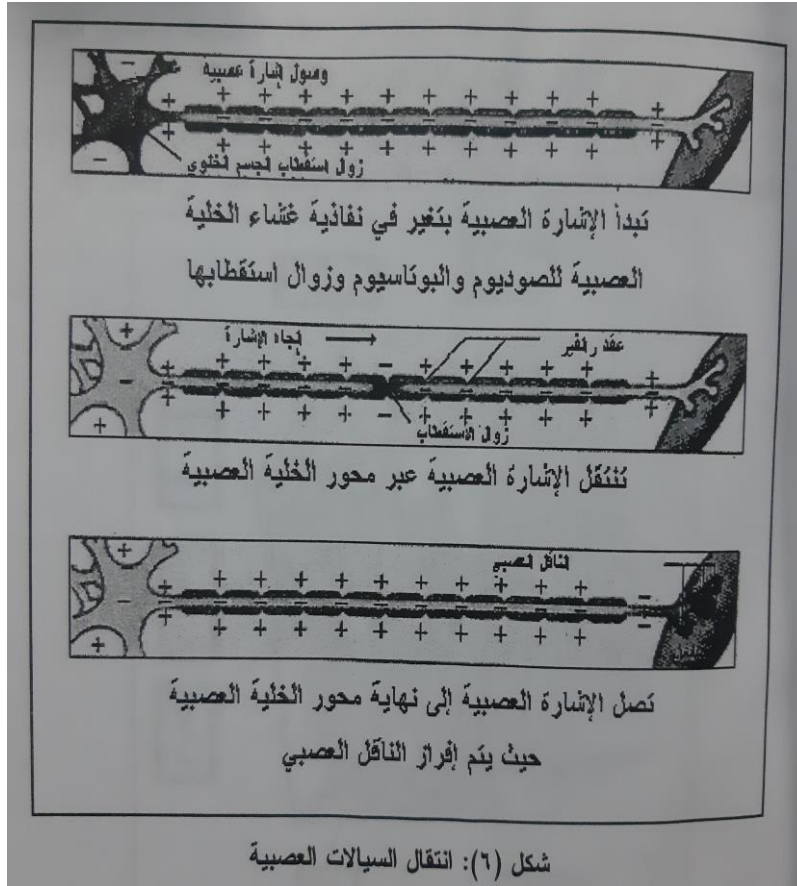 وصول إشارة عصبية
زوال استقطاب الجسم الخلوي
تبدأ الإشارة العصبية بتغير في نفاذية غشاء الخلية
العصبية للصوديوم والبوتاسيوم وزوال استقطابها
إتجاه الإشارة
عقد رانفير
زوال الاستقطاب
تنتقل الإشارة العصبية عبر محور الخلية العصبية
الناقل العصبي
تصل الإشارة العصبية إلى نهاية محور الخلية العصبية
حيث يتم إفراز الناقل العصبي
شكل (٦): انتقال السيالات العصبية